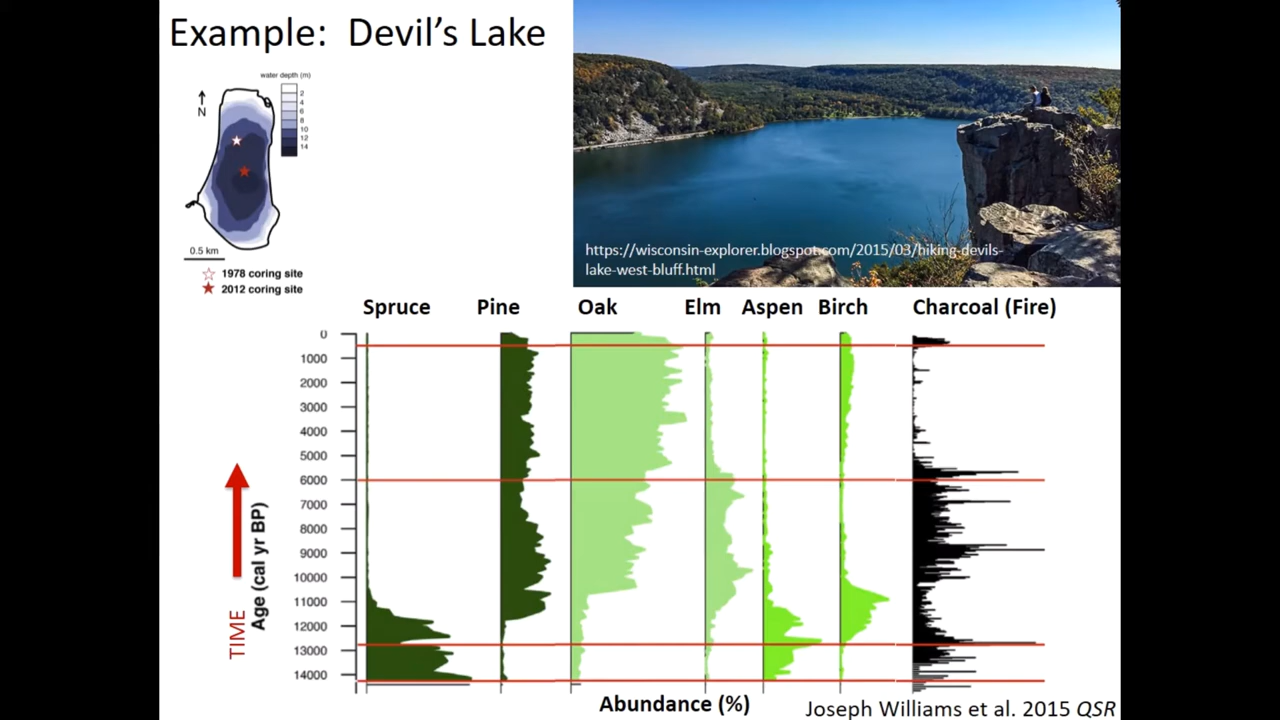 Example: Devil's Lake
water depth (m)
N
2
4
6
8
10
12
14
0.5 km
1978 coring site
2012 coring site
https://wisconsin-explorer.blogspot.com/2015/03/hiking-devils-
lake-west-bluff.html
Spruce Pine Oak Elm Aspen Birch Charcoal (Fire)
0
1000
2000
3000
4000
5000
6000
7000
8000
9000
10000
11000
12000
13000
14000
TIME
Age (cal yr BP)
Abundance (%)
Joseph Williams et al. 2015 QSR